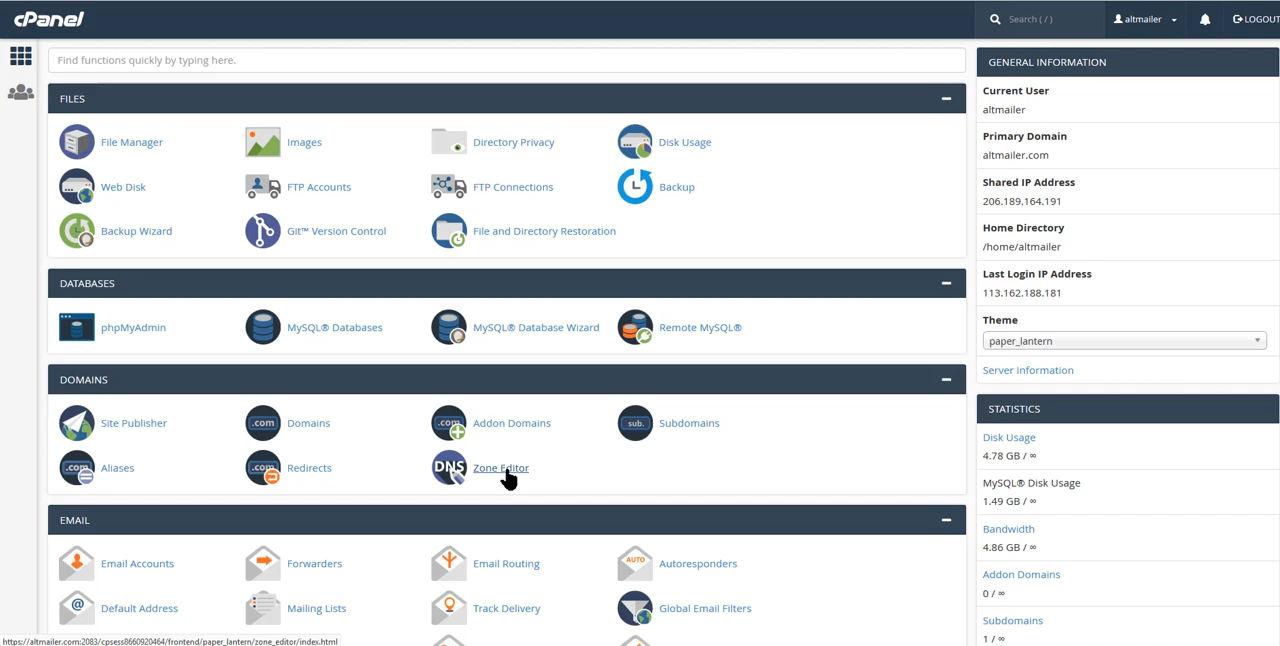 cPanel
Search ( / )
altmailer
LOGOUT
Find functions quickly by typing here.
FILES
File Manager
Images
Directory Privacy
Disk Usage
Web Disk
FTP Accounts
FTP Connections
Backup
Backup Wizard
Git™ Version Control
File and Directory Restoration
DATABASES
phpMyAdmin
MySQL® Databases
MySQL® Database Wizard
Remote MySQL®
DOMAINS
.com
.com
sub.
Site Publisher
Domains
Addon Domains
Subdomains
.com
.com
DNS
Aliases
Redirects
Zone Editor
EMAIL
AUTO
Email Accounts
Forwarders
Email Routing
Autoresponders
@
Default Address
Mailing Lists
Track Delivery
Global Email Filters
https://altmailer.com:2083/cpsess8660920464/frontend/paper_lantern/zone_editor/index.html
GENERAL INFORMATION
Current User
altmailer
Primary Domain
altmailer.com
Shared IP Address
206.189.164.191
Home Directory
/home/altmailer
Last Login IP Address
113.162.188.181
Theme
paper_lantern
Server Information
STATISTICS
Disk Usage
4.78 GB / ∞
MySQL® Disk Usage
1.49 GB / ∞
Bandwidth
4.86 GB / ∞
Addon Domains
0 / ∞
Subdomains
1 / ∞